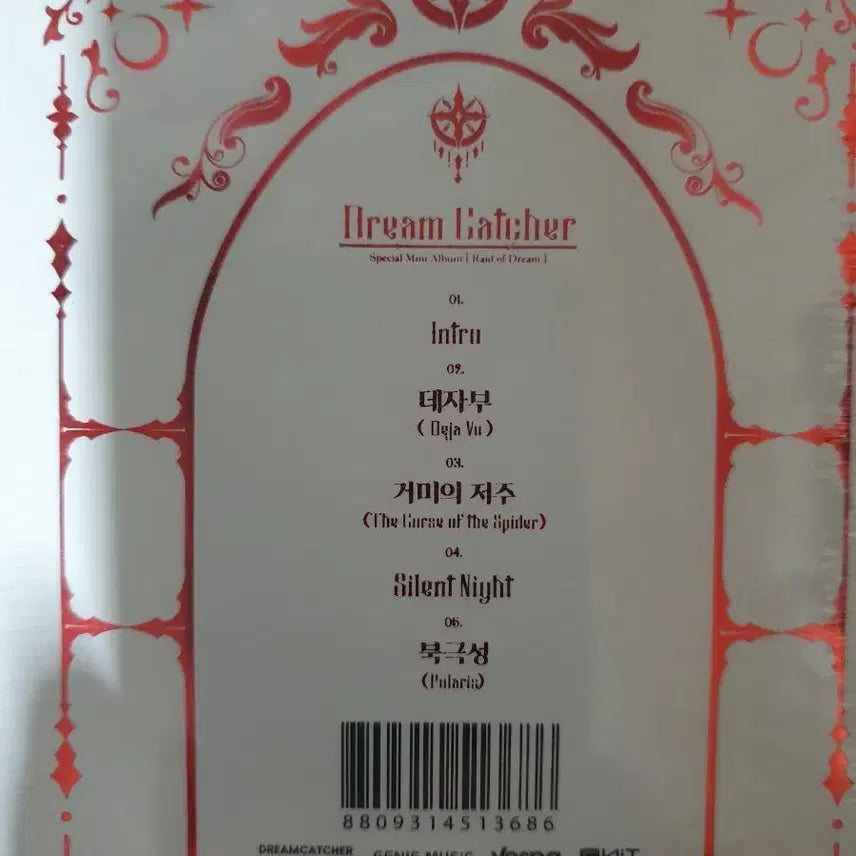 Dream Catcher
Special Mini Album [ Raid of Dream ]
01.
Intro
02.
데자부
( Deja Vu )
03.
거미의 저주
(The Curse of the Spider)
04.
Silent Night
06.
북극성
(Polaris)
8809314513686
DREAMCATCHER
GENIE MUSIC